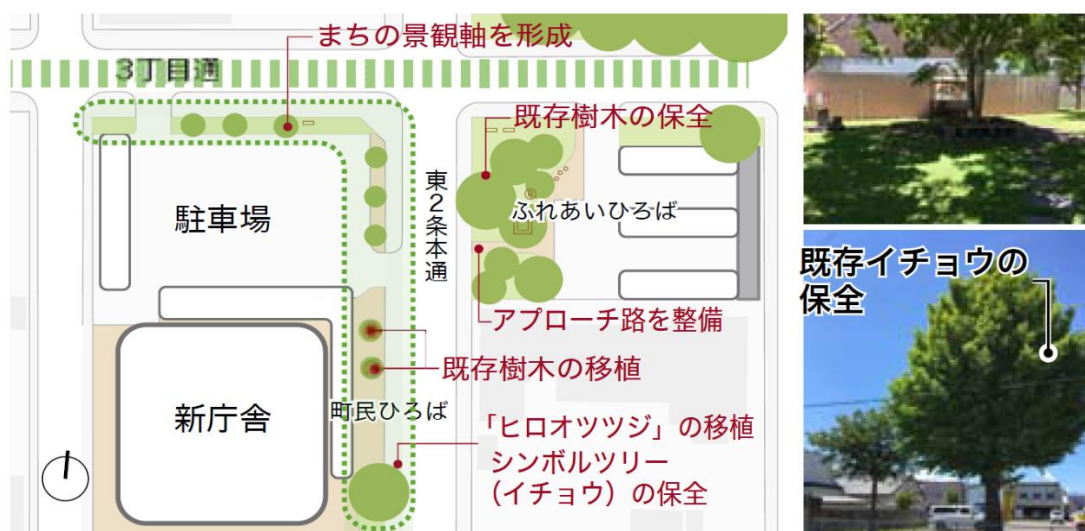 まちの景観軸を形成
3丁目通
既存樹木の保全
東2条本通
ふれあいひろば
駐車場
アプローチ路を整備
既存樹木の移植
町民ひろば
新庁舎
「ヒロオツツジ」の移植
シンボルツリー
(イチョウ)の保全
既存イチョウの
保全